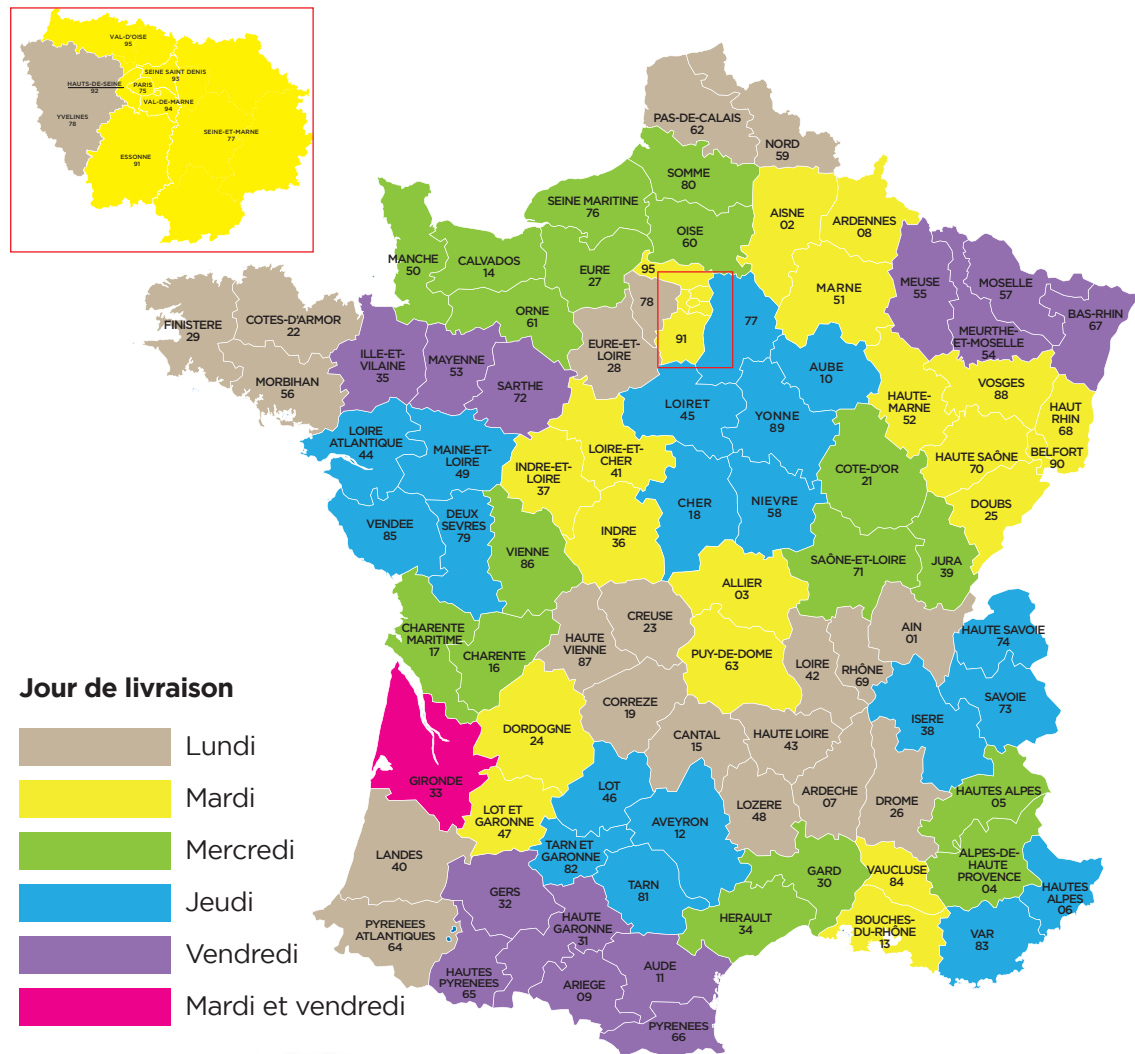 VAL-D'OISE
95
SEINE SAINT DENIS
93
HAUTS-DE-SEINE
92
PARIS
75
VAL-DE-MARNE
94
YVELINES
78
SEINE-ET-MARNE
77
ESSONNE
91
PAS-DE-CALAIS
62
NORD
59
SOMME
80
SEINE MARITIME
76
AISNE
02
ARDENNES
08
OISE
60
MANCHE
50
CALVADOS
14
EURE
27
95
MARNE
51
MEUSE
55
MOSELLE
57
BAS-RHIN
67
78
77
ORNE
61
FINISTERE
29
COTES-D'ARMOR
22
91
MEURTHE-
ET-MOSELLE
54
EURE-ET-
LOIRE
28
ILLE-ET-
VILAINE
35
MAYENNE
53
AUBE
10
MORBIHAN
56
SARTHE
72
VOSGES
88
HAUTE-
MARNE
52
HAUT
RHIN
68
LOIRET
45
YONNE
89
LOIRE
ATLANTIQUE
44
MAINE-ET-
LOIRE
49
LOIRE-ET-
CHER
41
INDRE-ET-
LOIRE
37
COTE-D'OR
21
HAUTE SAÔNE
70
BELFORT
90
CHER
18
NIEVRE
58
DOUBS
25
VENDEE
85
DEUX
SEVRES
79
INDRE
36
VIENNE
86
SAÔNE-ET-LOIRE
71
JURA
39
ALLIER
03
CREUSE
23
AIN
01
HAUTE SAVOIE
74
CHARENTE
MARITIME
17
CHARENTE
16
HAUTE
VIENNE
87
PUY-DE-DOME
63
LOIRE
42
RHÔNE
69
SAVOIE
73
CORREZE
19
ISERE
38
DORDOGNE
24
CANTAL
15
HAUTE LOIRE
43
GIRONDE
33
LOT
46
ARDECHE
07
DROME
26
HAUTES ALPES
05
LOT ET
GARONNE
47
LOZERE
48
AVEYRON
12
LANDES
40
TARN ET
GARONNE
82
GARD
30
VAUCLUSE
84
ALPES-DE-
HAUTE
PROVENCE
04
GERS
32
TARN
81
HAUTES
ALPES
06
PYRENEES
ATLANTIQUES
64
HAUTE
GARONNE
31
HERAULT
34
BOUCHES-
DU-RHÔNE
13
VAR
83
HAUTES
PYRENEES
65
ARIEGE
09
AUDE
11
PYRENEES
66
Jour de livraison
Lundi
Mardi
Mercredi
Jeudi
Vendredi
Mardi et vendredi